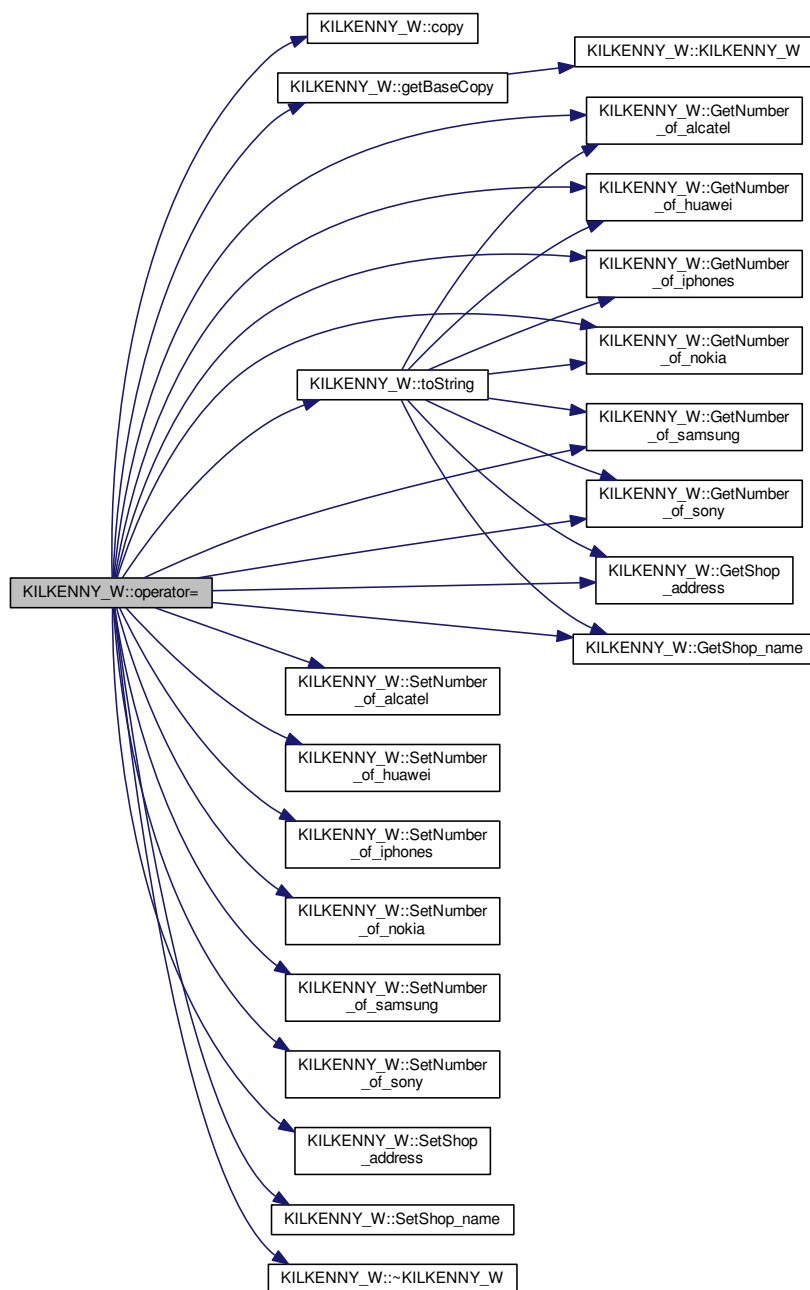 KILKENNY_W::copy
KILKENNY_W::KILKENNY_W
KILKENNY_W::getBaseCopy
KILKENNY_W::GetNumber
_of_alcatel
KILKENNY_W::GetNumber
_of_huawei
KILKENNY_W::GetNumber
_of_iphones
KILKENNY_W::GetNumber
_of_nokia
KILKENNY_W::toString
KILKENNY_W::GetNumber
_of_samsung
KILKENNY_W::GetNumber
_of_sony
KILKENNY_W::GetShop
_address
KILKENNY_W::operator=
KILKENNY_W::GetShop_name
KILKENNY_W::SetNumber
_of_alcatel
KILKENNY_W::SetNumber
_of_huawei
KILKENNY_W::SetNumber
_of_iphones
KILKENNY_W::SetNumber
_of_nokia
KILKENNY_W::SetNumber
_of_samsung
KILKENNY_W::SetNumber
_of_sony
KILKENNY_W::SetShop
_address
KILKENNY_W::SetShop_name
KILKENNY_W::~KILKENNY_W